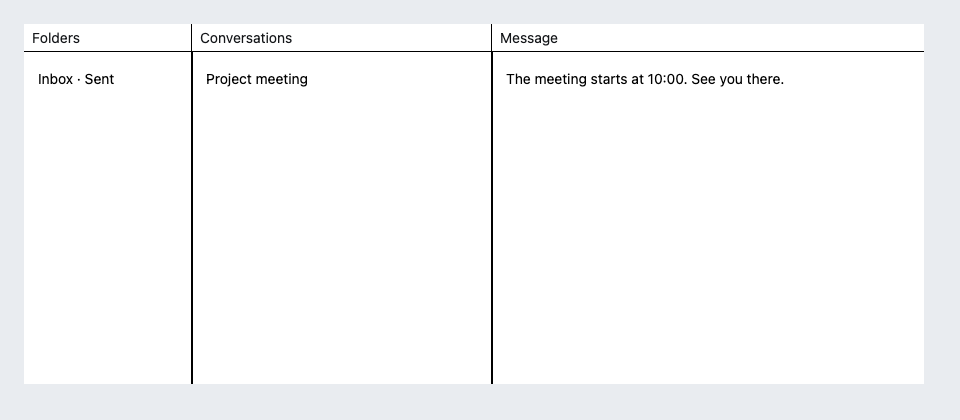 Folders
Conversations
Message
Inbox · Sent
Project meeting
The meeting starts at 10:00. See you there.